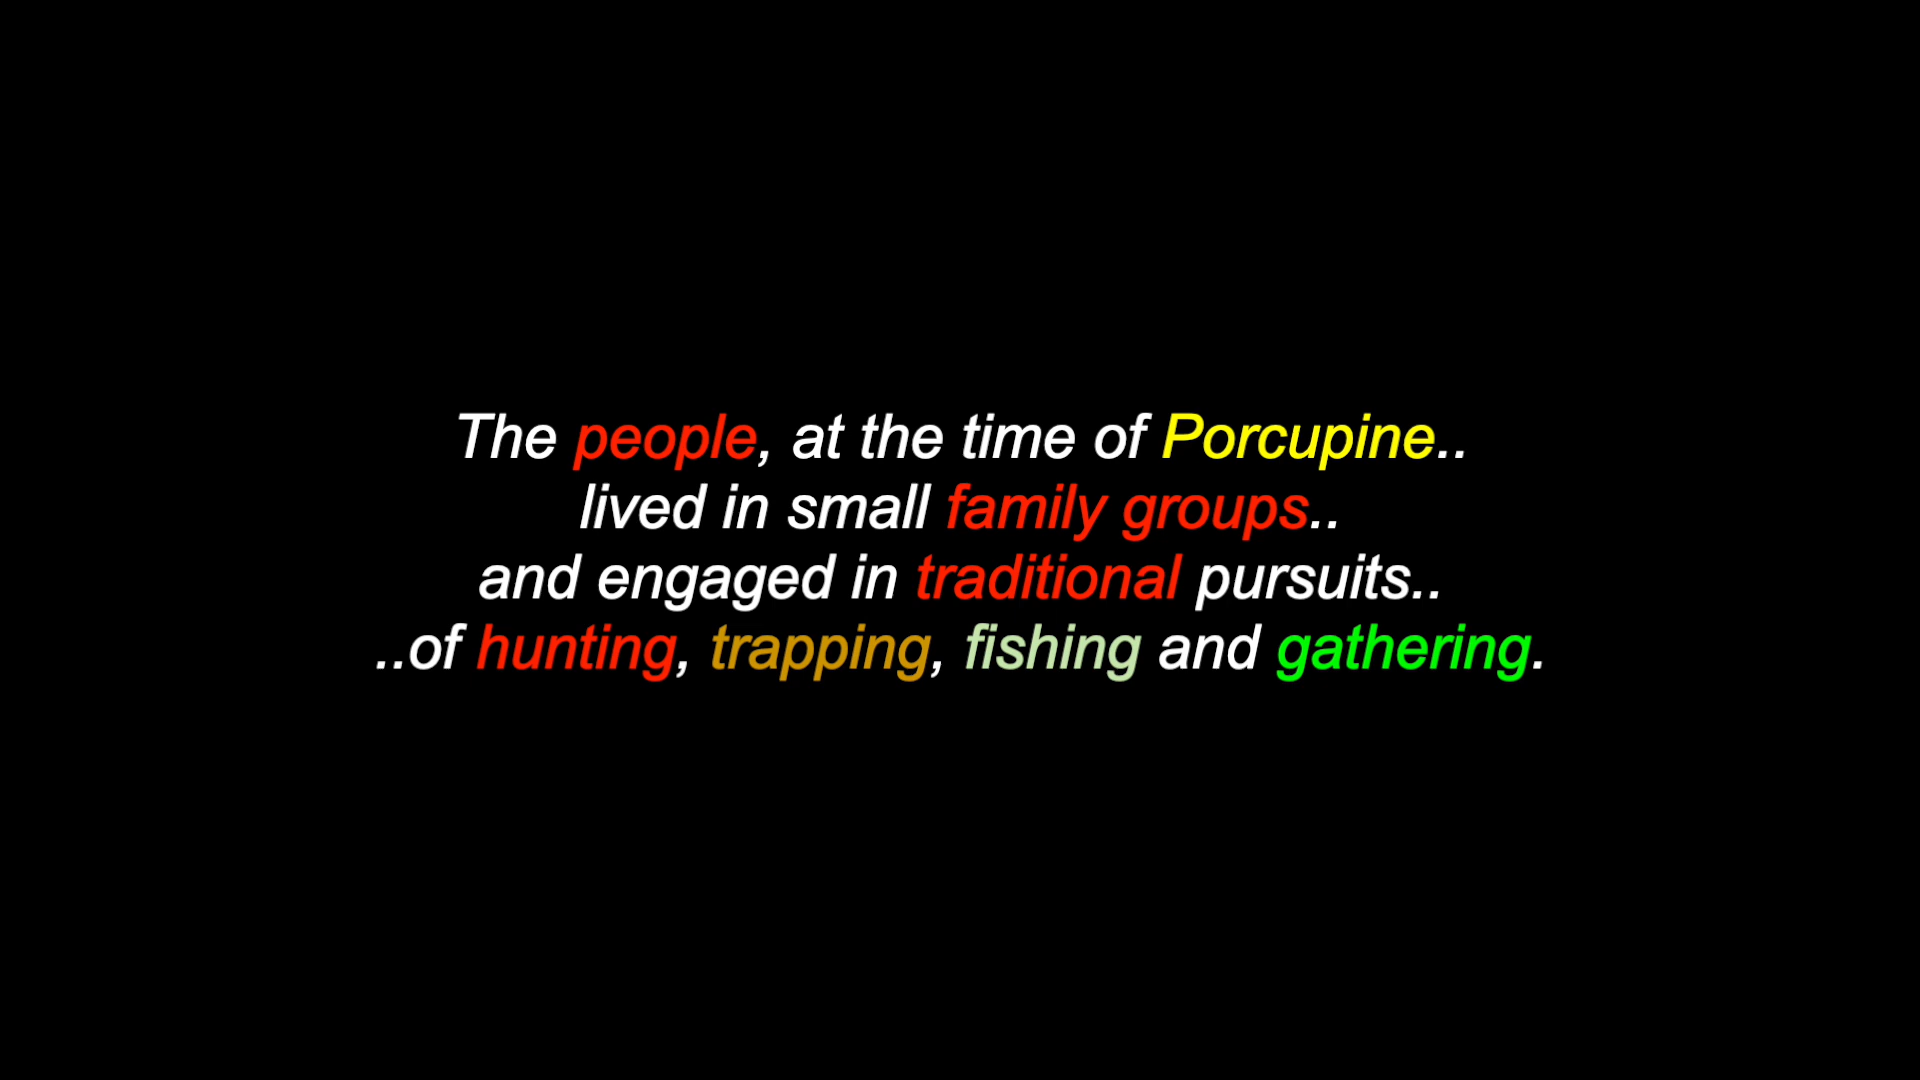 The people, at the time of Porcupine..
lived in small family groups..
and engaged in traditional pursuits..
..of hunting, trapping, fishing and gathering.